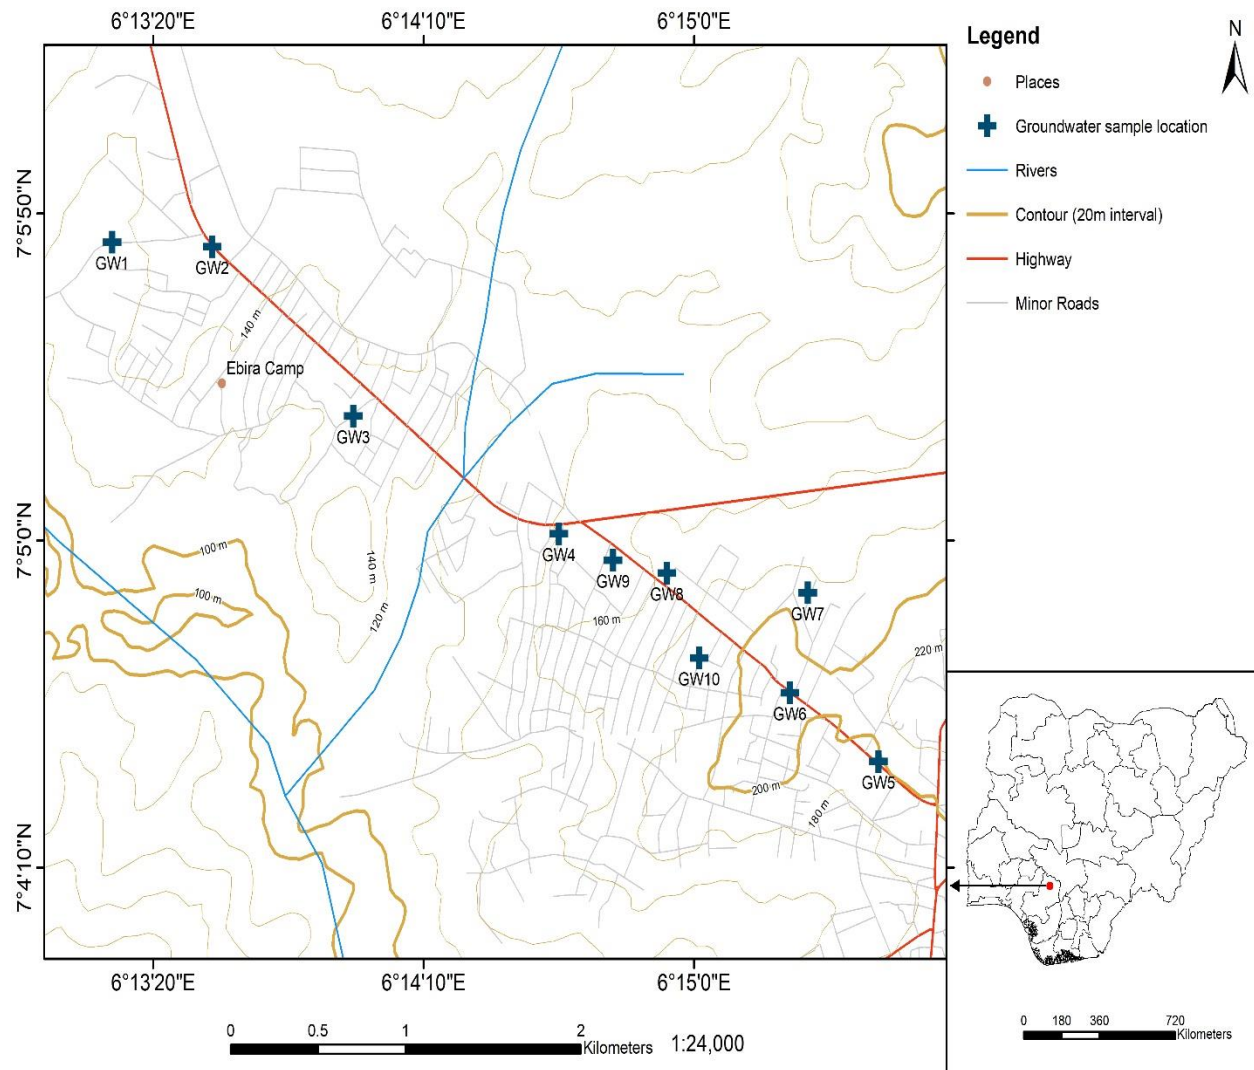 6°13'20"E
6°14'10"E
6°15'0"E
Legend
N
Places
Groundwater sample location
Rivers
Contour (20m interval)
Highway
Minor Roads
7°5'50"N
7°5'0"N
7°4'10"N
GW1
GW2
140 m
Ebira Camp
GW3
GW4
GW9
GW8
GW7
100 m
100 m
140 m
120 m
160 m
220 m
GW10
GW6
GW5
200 m
180 m
6°13'20"E
6°14'10"E
6°15'0"E
0 0.5 1 2
Kilometers
1:24,000
0 180 360 720
Kilometers